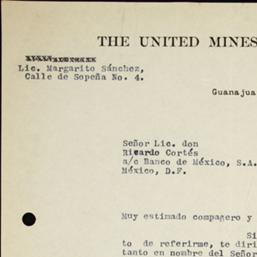 THE UNITED MINES
Lic. Margarito Sánchez,
Calle de Sopeña No. 4.
Guanajua
Señor Lic. don
Ricardo Cortés
a/c Banco de México, S.A.
México, D.F.
Muy estimado compagero y
Si
to de referirme, te diri
tanto en nombre del Señor